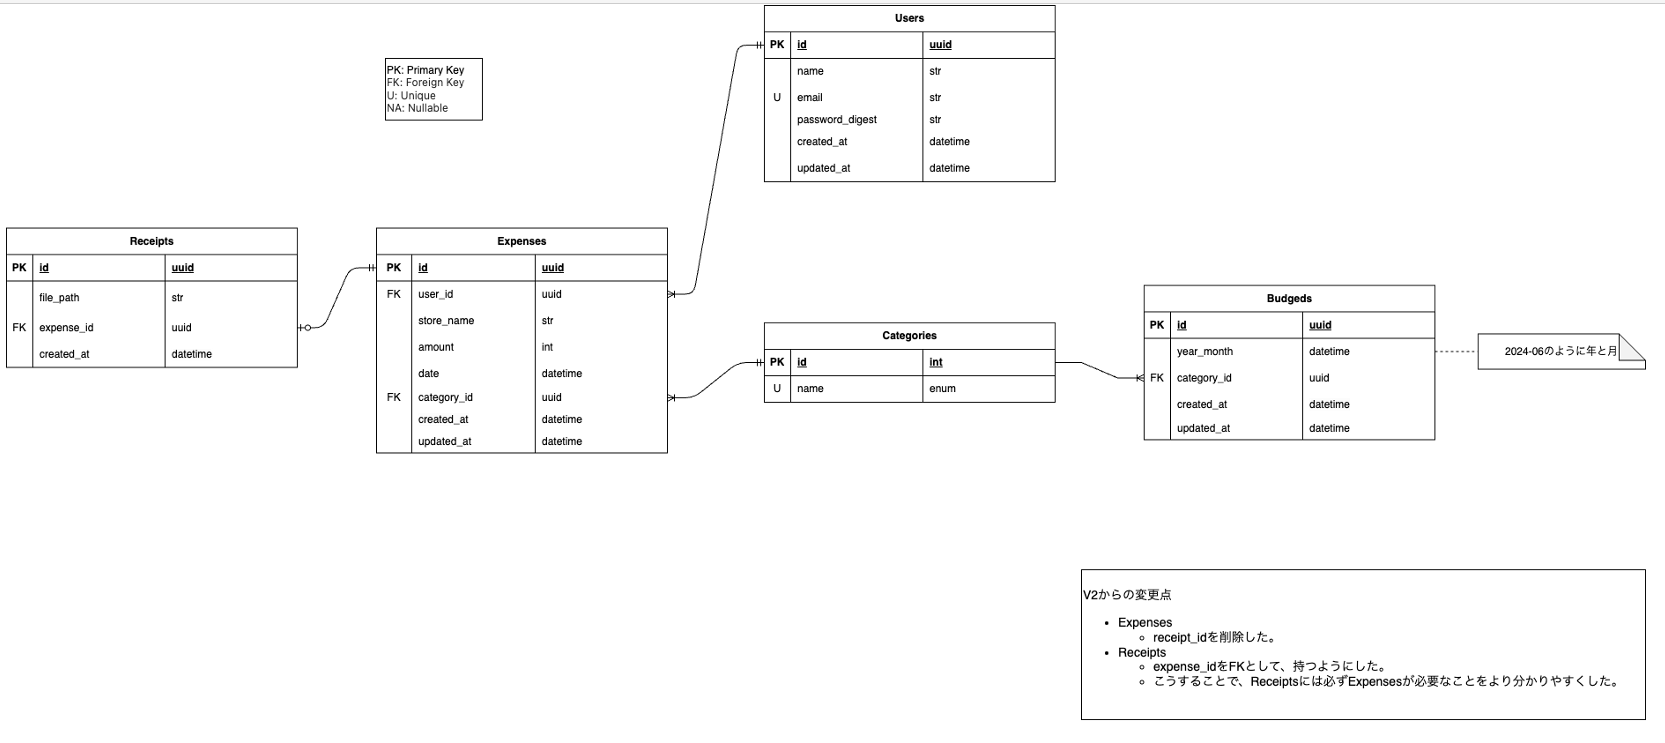 PK: Primary Key
FK: Foreign Key
U: Unique
NA: Nullable
Users
PK id uuid
name str
U email str
password_digest str
created_at datetime
updated_at datetime
Receipts
PK id uuid
file_path str
FK expense_id uuid
created_at datetime
Expenses
PK id uuid
FK user_id uuid
store_name str
amount int
date datetime
FK category_id uuid
created_at datetime
updated_at datetime
Categories
PK id int
U name enum
Budgeds
PK id uuid
year_month datetime
FK category_id uuid
created_at datetime
updated_at datetime
2024-06のように年と月
V2からの変更点
• Expenses
◦ receipt_idを削除した。
• Receipts
◦ expense_idをFKとして、持つようにした。
◦ こうすることで、Receiptsには必ずExpensesが必要なことをより分かりやすくした。